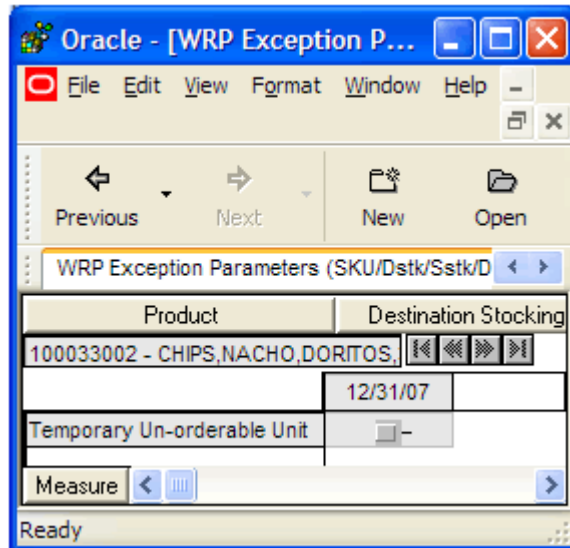 Oracle - [WRP Exception P...
File Edit View Format Window Help
Previous Next New Open
WRP Exception Parameters (SKU/Dstk/Sstk/D
Product Destination Stocking
100033002 - CHIPS,NACHO,DORITOS,
12/31/07
Temporary Un-orderable Unit –
Measure
Ready